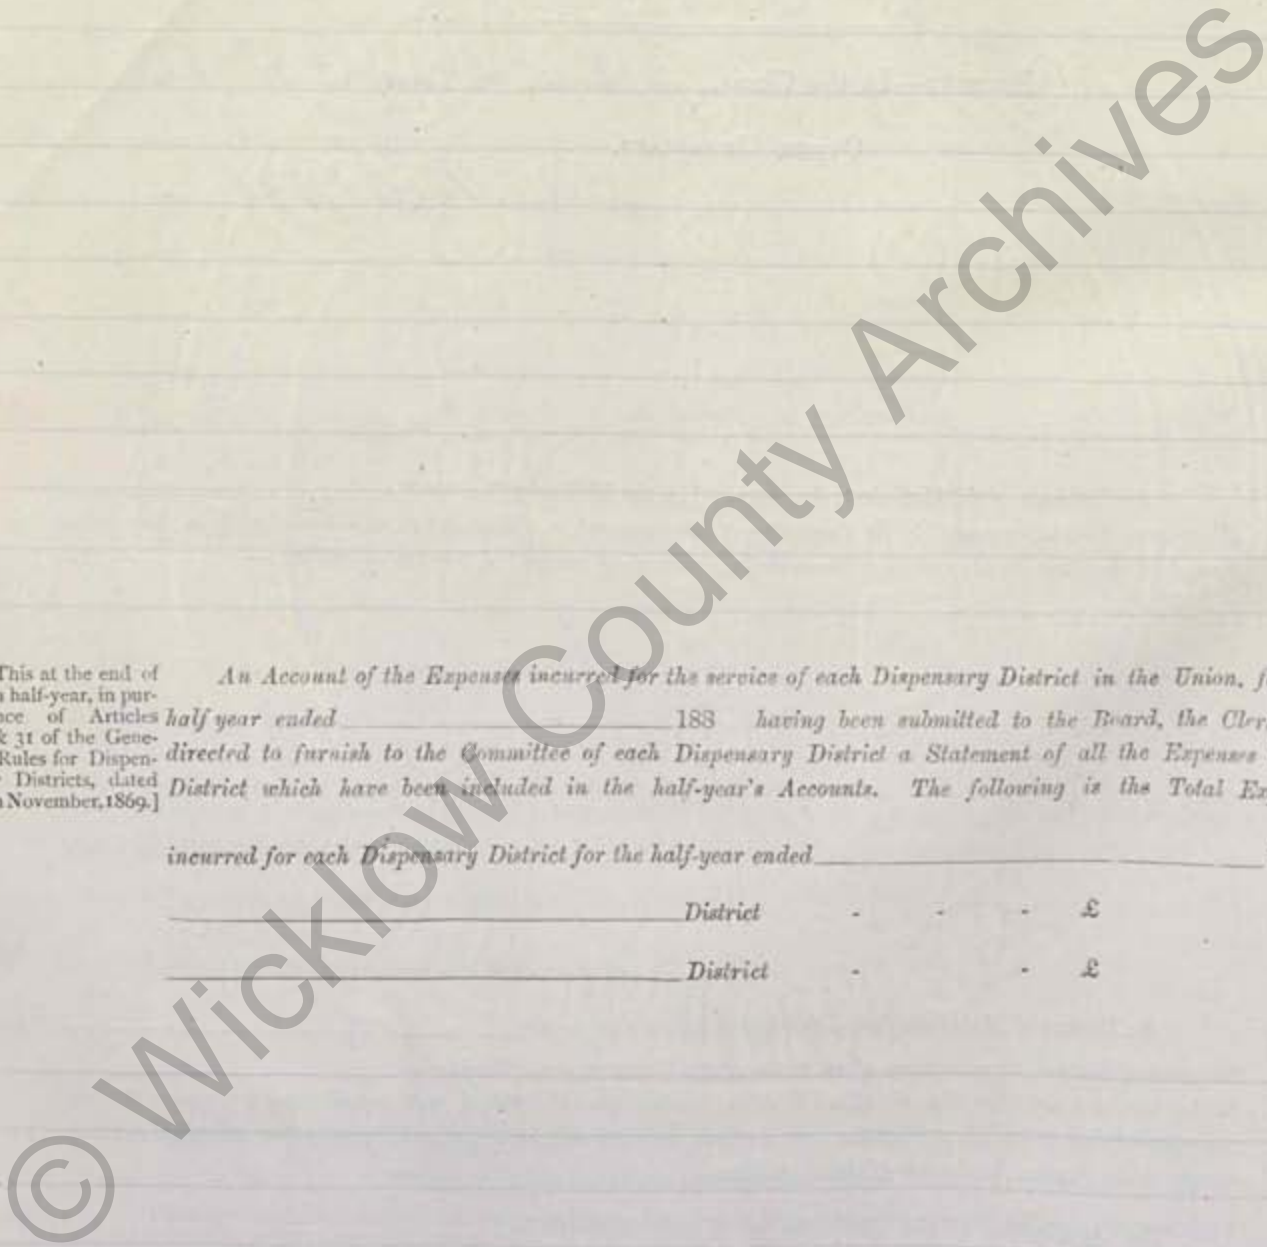 This at the end of
half-year, in pur-
of Articles
31 of the Gene-
Rules for Dispen-
Districts, dated
November, 1869.]
An Account of the Expenses incurred for the service of each Dispensary District in the Union,
half year ended 188 having been submitted to the Board, the
directed to furnish to the Committee of each Dispensary District a Statement of all the Expenses
District which have been included in the half-year's Accounts. The following is the Total
incurred for each Dispensary District for the half-year ended
District - - - £
District - - £
© Wicklow County Archives